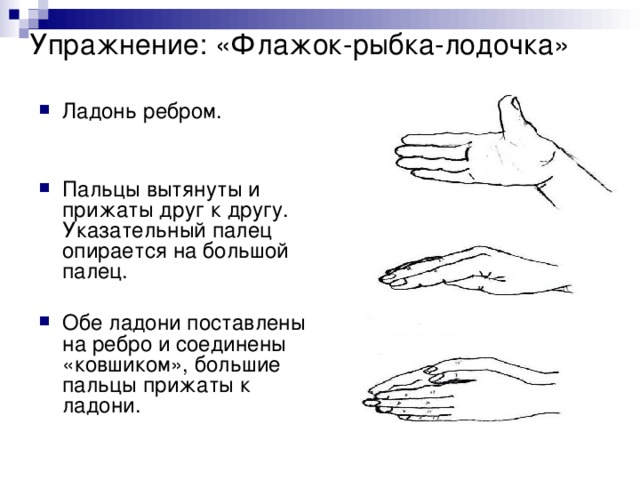 Упражнение: «Флажок-рыбка-лодочка»
Ладонь ребром.
Пальцы вытянуты и
прижаты друг к другу.
Указательный палец
опирается на большой
палец.
Обе ладони поставлены
на ребро и соединены
«ковшиком», большие
пальцы прижаты к
ладони.